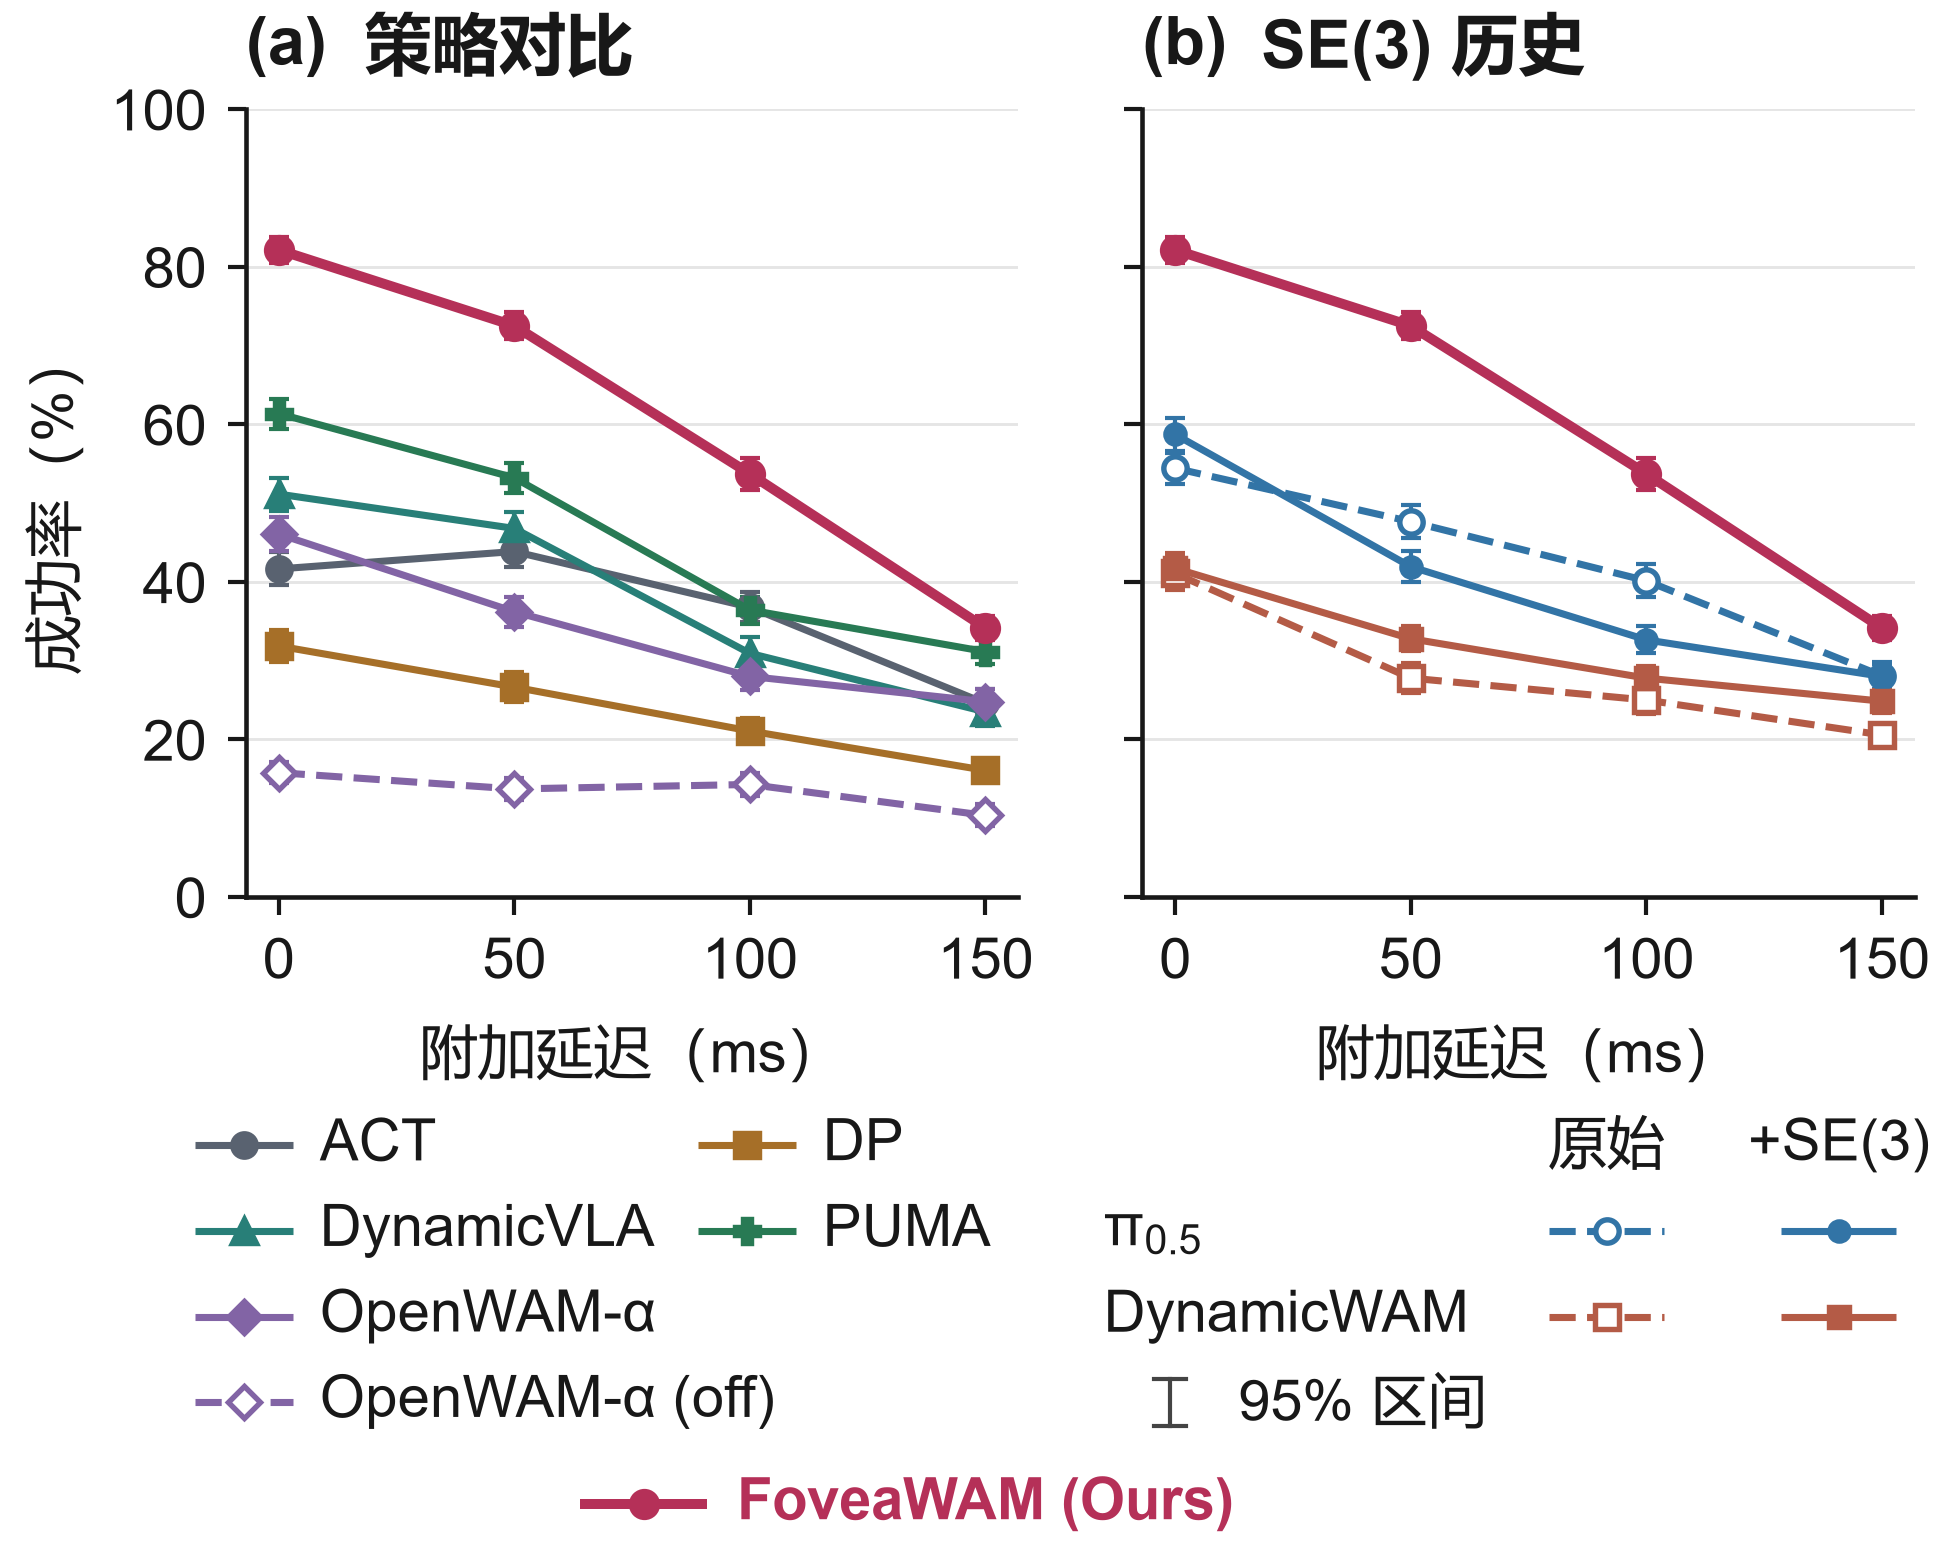 (a) 策略对比
(b) SE(3) 历史
成功率（%）
100
80
60
40
20
0
0 50 100 150
0 50 100 150
附加延迟（ms）
附加延迟（ms）
ACT
DP
DynamicVLA
PUMA
OpenWAM-α
OpenWAM-α (off)
原始 +SE(3)
π0.5
DynamicWAM
95% 区间
FoveaWAM (Ours)